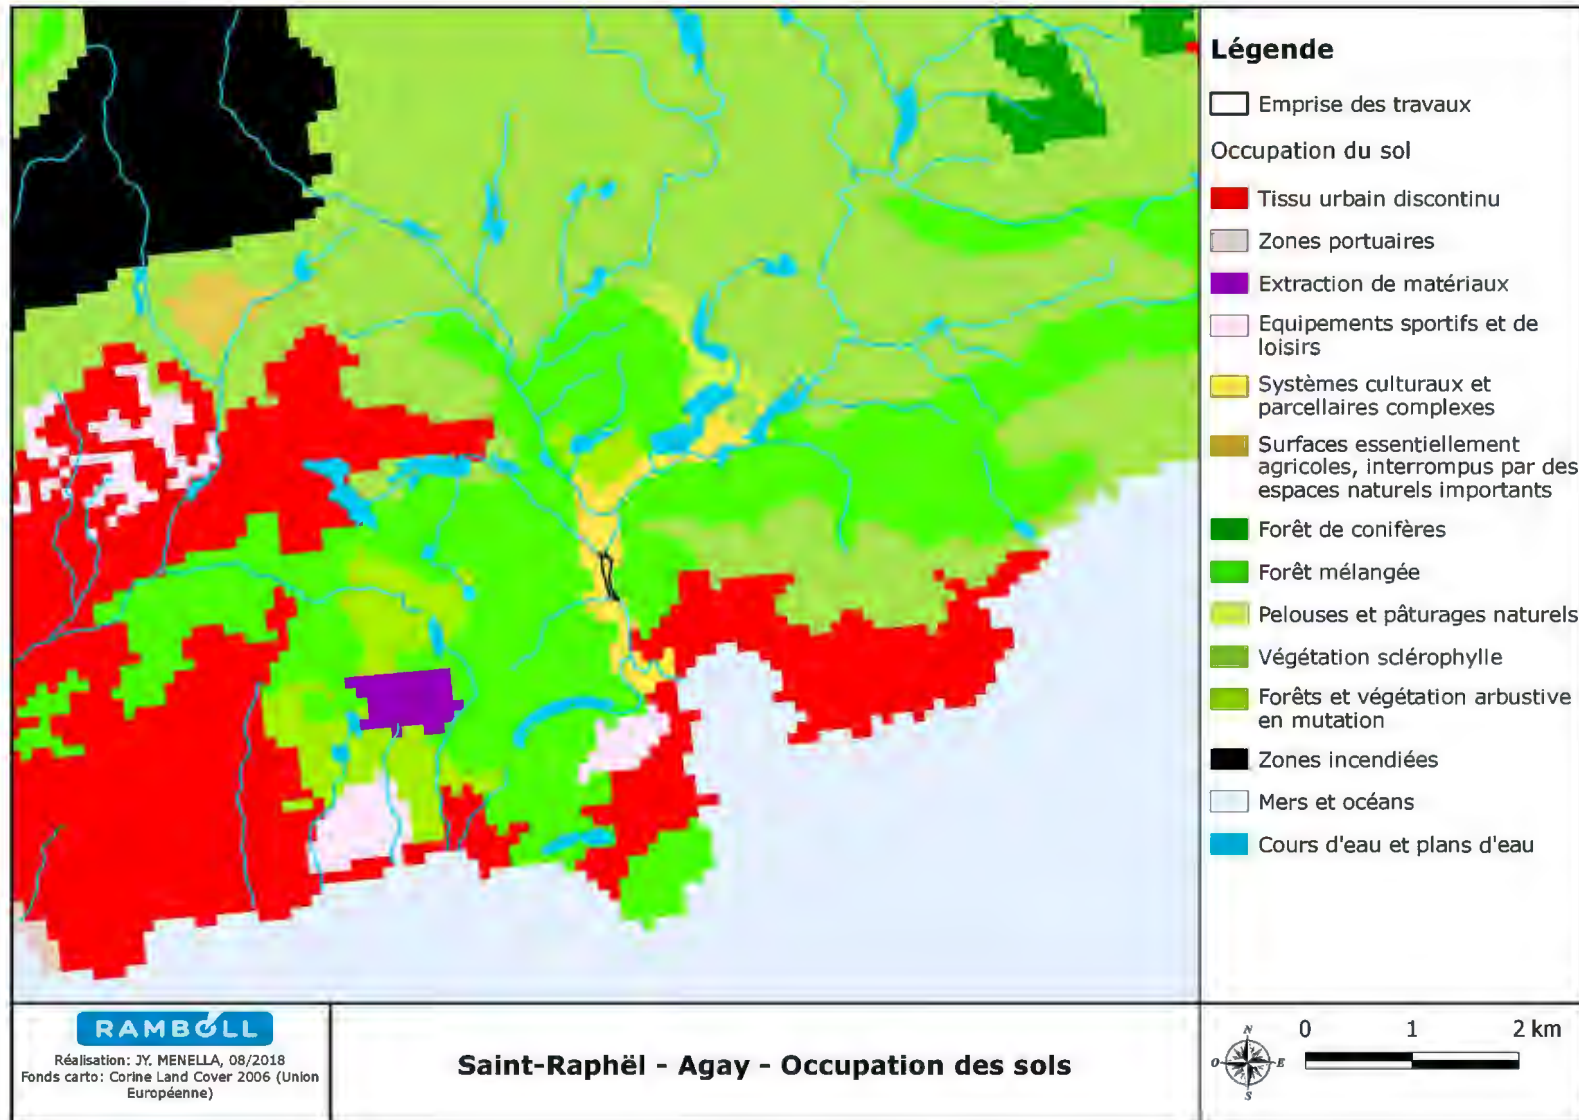 Légende
Emprise des travaux
Occupation du sol
Tissu urbain discontinu
Zones portuaires
Extraction de matériaux
Equipements sportifs et de
loisirs
Systèmes culturaux et
parcellaires complexes
Surfaces essentiellement
agricoles, interrompus par des
espaces naturels importants
Forêt de conifères
Forêt mélangée
Pelouses et pâturages naturels
Végétation sclérophylle
Forêts et végétation arbustive
en mutation
Zones incendiées
Mers et océans
Cours d'eau et plans d'eau
RAMBOLL
Réalisation: JY. MENELLA, 08/2018
Fonds carto: Corine Land Cover 2006 (Union
Européenne)
Saint-Raphël - Agay - Occupation des sols
N
O
E
S
0 1 2 km